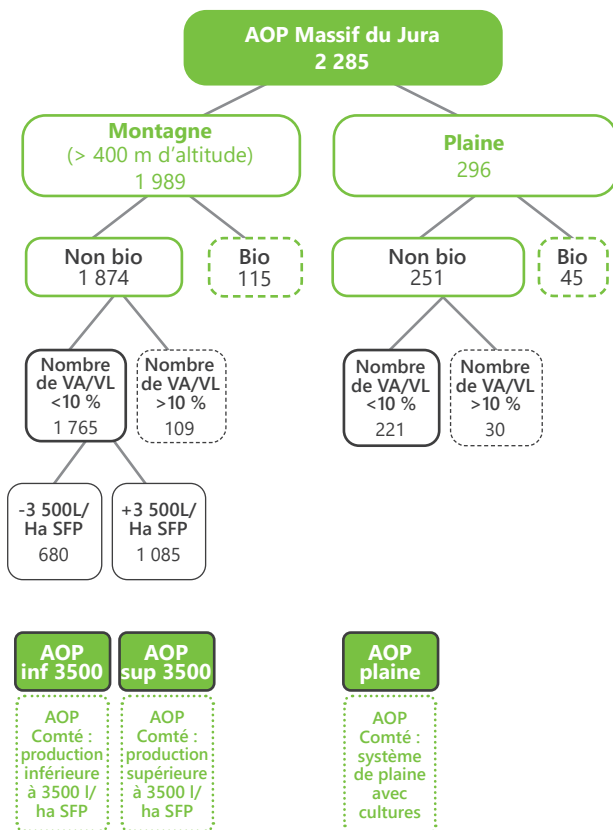 AOP Massif du Jura
2 285
Montagne
(> 400 m d'altitude)
1 989
Plaine
296
Non bio
1 874
Bio
115
Non bio
251
Bio
45
Nombre
de VA/VL
<10 %
1 765
Nombre
de VA/VL
>10 %
109
Nombre
de VA/VL
<10 %
221
Nombre
de VA/VL
>10 %
30
-3 500L/
Ha SFP
680
+3 500L/
Ha SFP
1 085
AOP
inf 3500
AOP
sup 3500
AOP
plaine
AOP
Comté :
production
inférieure
à 3500 l/
ha SFP
AOP
Comté :
production
supérieure
à 3500 l/
ha SFP
AOP
Comté :
système
de plaine
avec
cultures